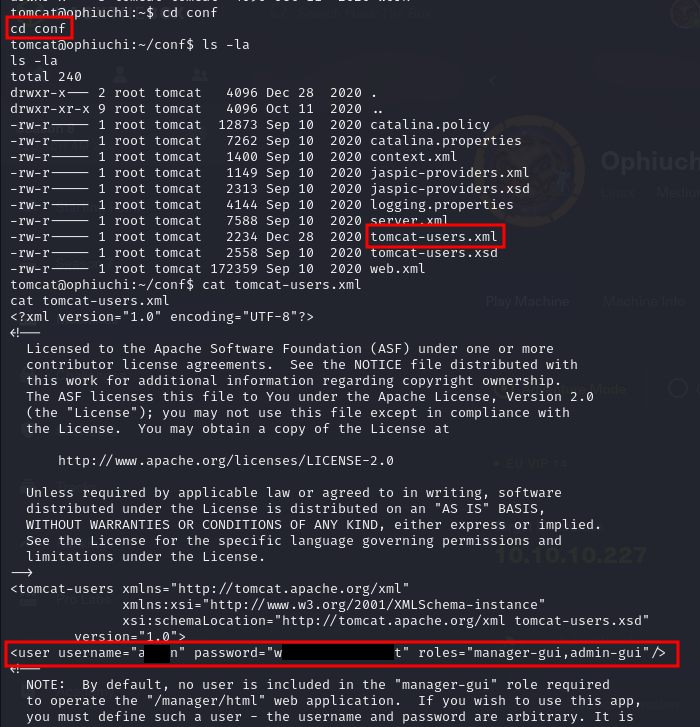 tomcat@ophiuchi:~$ cd conf
cd conf
tomcat@ophiuchi:~/conf$ ls -la
ls -la
total 240
drwxr-x--- 2 root tomcat   4096 Dec 28  2020 .
drwxr-xr-x 9 root tomcat   4096 Oct 11  2020 ..
-rw-r----- 1 root tomcat  12873 Sep 10  2020 catalina.policy
-rw-r----- 1 root tomcat   7262 Sep 10  2020 catalina.properties
-rw-r----- 1 root tomcat   1400 Sep 10  2020 context.xml
-rw-r----- 1 root tomcat   1149 Sep 10  2020 jaspic-providers.xml
-rw-r----- 1 root tomcat   2313 Sep 10  2020 jaspic-providers.xsd
-rw-r----- 1 root tomcat   4144 Sep 10  2020 logging.properties
-rw-r----- 1 root tomcat   7588 Sep 10  2020 server.xml
-rw-r----- 1 root tomcat   2234 Dec 28  2020 tomcat-users.xml
-rw-r----- 1 root tomcat   2558 Sep 10  2020 tomcat-users.xsd
-rw-r----- 1 root tomcat 172359 Sep 10  2020 web.xml
tomcat@ophiuchi:~/conf$ cat tomcat-users.xml
cat tomcat-users.xml
<?xml version="1.0" encoding="UTF-8"?>
<!--
  Licensed to the Apache Software Foundation (ASF) under one or more
  contributor license agreements.  See the NOTICE file distributed with
  this work for additional information regarding copyright ownership.
  The ASF licenses this file to You under the Apache License, Version 2.0
  (the "License"); you may not use this file except in compliance with
  the License.  You may obtain a copy of the License at
      http://www.apache.org/licenses/LICENSE-2.0
  Unless required by applicable law or agreed to in writing, software
  distributed under the License is distributed on an "AS IS" BASIS,
  WITHOUT WARRANTIES OR CONDITIONS OF ANY KIND, either express or implied.
  See the License for the specific language governing permissions and
  limitations under the License.
-->
<tomcat-users xmlns="http://tomcat.apache.org/xml"
              xmlns:xsi="http://www.w3.org/2001/XMLSchema-instance"
              xsi:schemaLocation="http://tomcat.apache.org/xml tomcat-users.xsd"
        version="1.0">
<user username="a n" password="w t" roles="manager-gui,admin-gui"/>
<!--
  NOTE:  By default, no user is included in the "manager-gui" role required
  to operate the "/manager/html" web application.  If you wish to use this app,
  you must define such a user - the username and password are arbitrary. It is
Ophiuchi
Play Machine
Machine Info
10.10.10.227